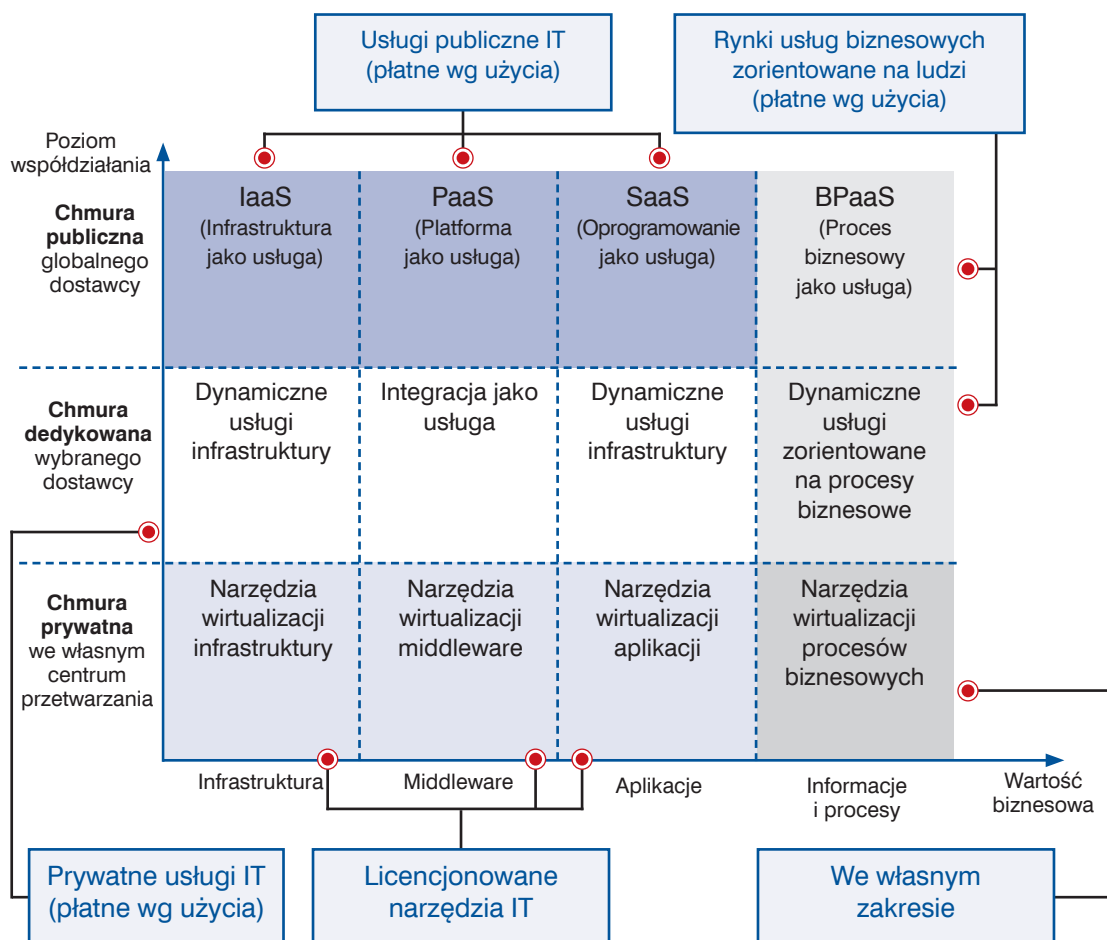 Usługi publiczne IT
(płatne wg użycia)
Rynki usług biznesowych
zorientowane na ludzi
(płatne wg użycia)
Poziom
współdziałania
Chmura
publiczna
globalnego
dostawcy
IaaS
(Infrastruktura
jako usługa)
PaaS
(Platforma
jako usługa)
SaaS
(Oprogramowanie
jako usługa)
BPaaS
(Proces
biznesowy
jako usługa)
Chmura
dedykowana
wybranego
dostawcy
Dynamiczne
usługi
infrastruktury
Integracja jako
usługa
Dynamiczne
usługi
infrastruktury
Dynamiczne
usługi
zorientowane
na procesy
biznesowe
Chmura
prywatna
we własnym
centrum
przetwarzania
Narzędzia
wirtualizacji
infrastruktury
Narzędzia
wirtualizacji
middleware
Narzędzia
wirtualizacji
aplikacji
Narzędzia
wirtualizacji
procesów
biznesowych
Infrastruktura
Middleware
Aplikacje
Informacje
i procesy
Wartość
biznesowa
Prywatne usługi IT
(płatne wg użycia)
Licencjonowane
narzędzia IT
We własnym
zakresie